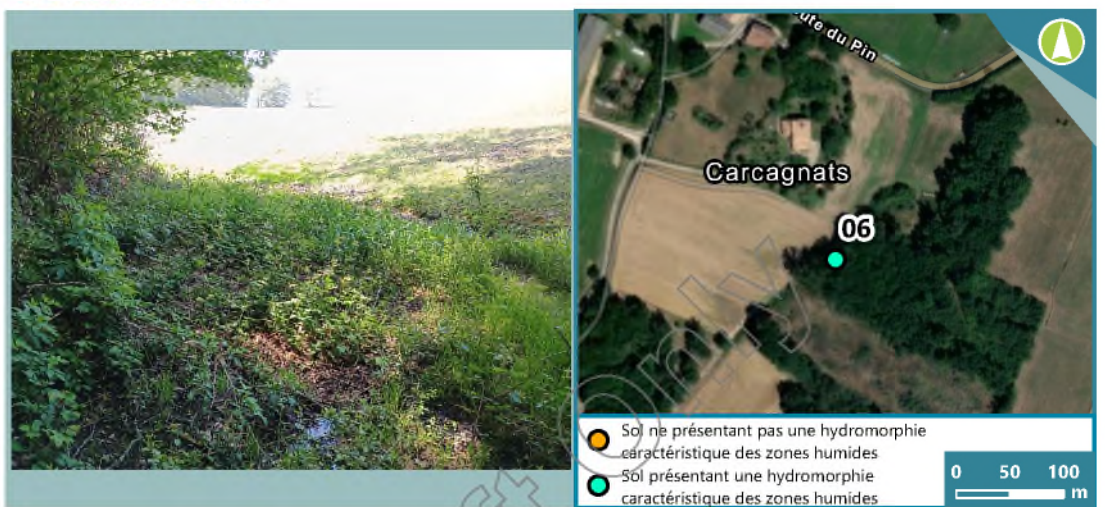 ute du Pin
Carcagnats
06
Sol ne présentant pas une hydromorphie
caractéristique des zones humides
Sol présentant une hydromorphie
caractéristique des zones humides
0 50 100
m
Only